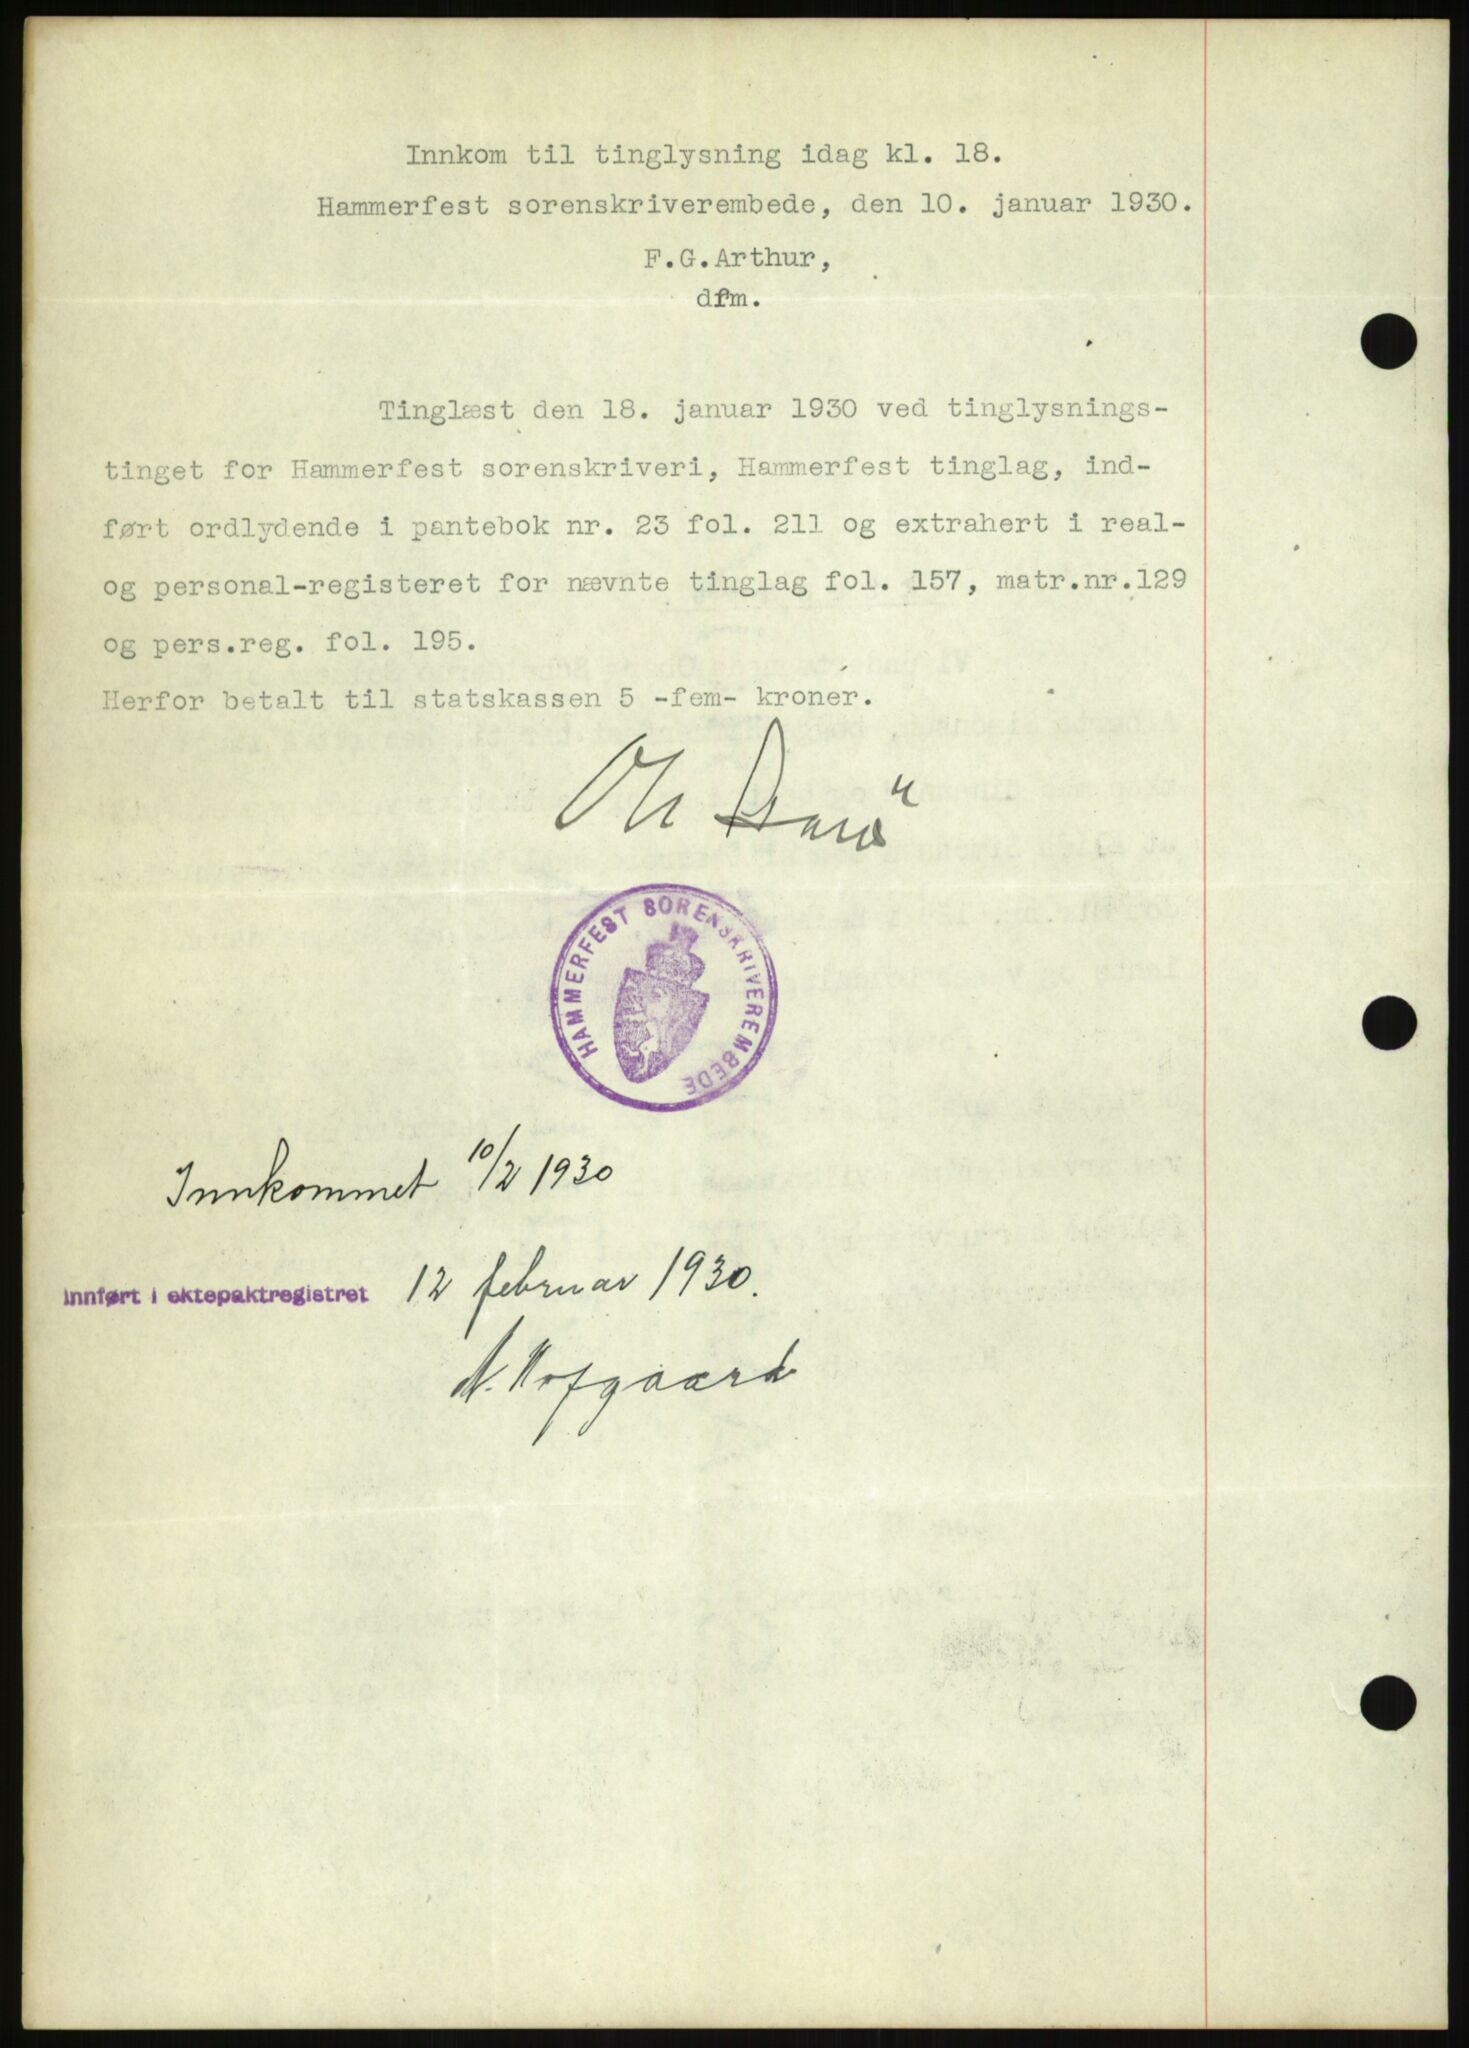 Innkom til tinglysning idag kl. 18.
Hammerfest sorenskriverembede, den 10. januar 1930.
F.G.Arthur,
dfm.
Tinglæst den 18. januar 1930 ved tinglysnings-
tinget for Hammerfest sorenskriveri, Hammerfest tinglag, ind-
ført ordlydende i pantebok nr. 23 fol. 211 og extrahert i real-
og personal-registeret for nævnte tinglag fol. 157, matr.nr.129
og pers.reg. fol. 195.
Herfor betalt til statskassen 5 -fem- kroner.
HAMMERFEST SORENSKRIVEREMBEDE
Innkommet 10/2 1930
Innført i ektepaktregistret 12 februar 1930.
N. Hofgaard